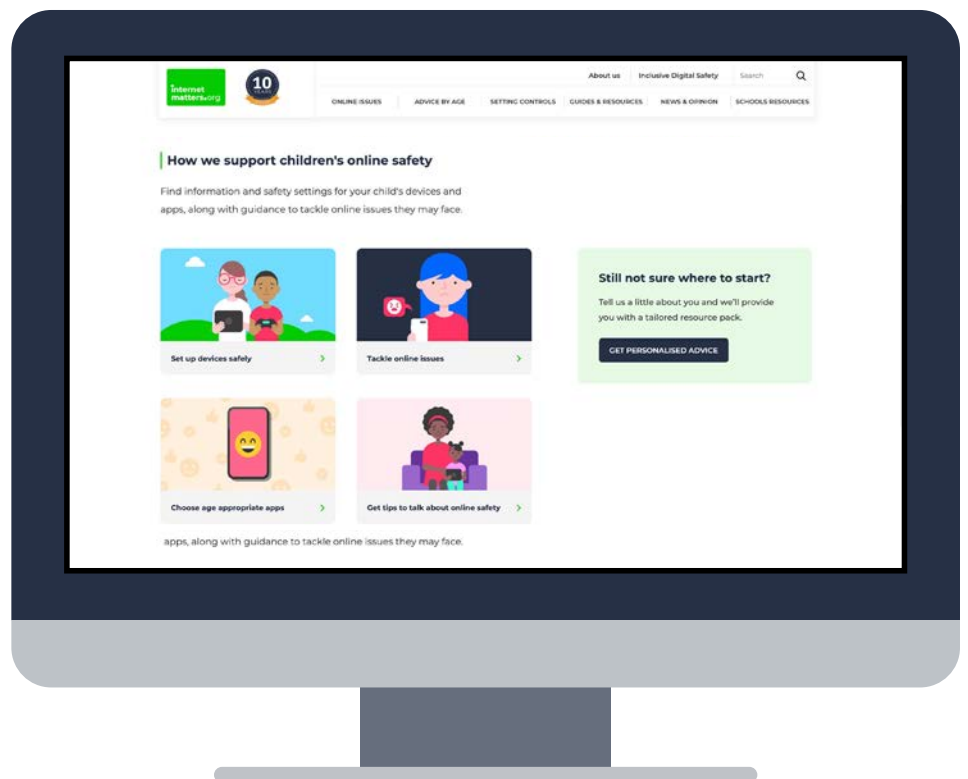 internet
matters.org
10
YEARS
About us
Inclusive Digital Safety
Search
ONLINE ISSUES
ADVICE BY AGE
SETTING CONTROLS
GUIDES & RESOURCES
NEWS & OPINION
SCHOOLS RESOURCES
How we support children's online safety
Find information and safety settings for your child's devices and
apps, along with guidance to tackle online issues they may face.
Set up devices safely
Tackle online issues
Still not sure where to start?
Tell us a little about you and we'll provide
you with a tailored resource pack.
GET PERSONALISED ADVICE
Choose age appropriate apps
Get tips to talk about online safety
apps, along with guidance to tackle online issues they may face.